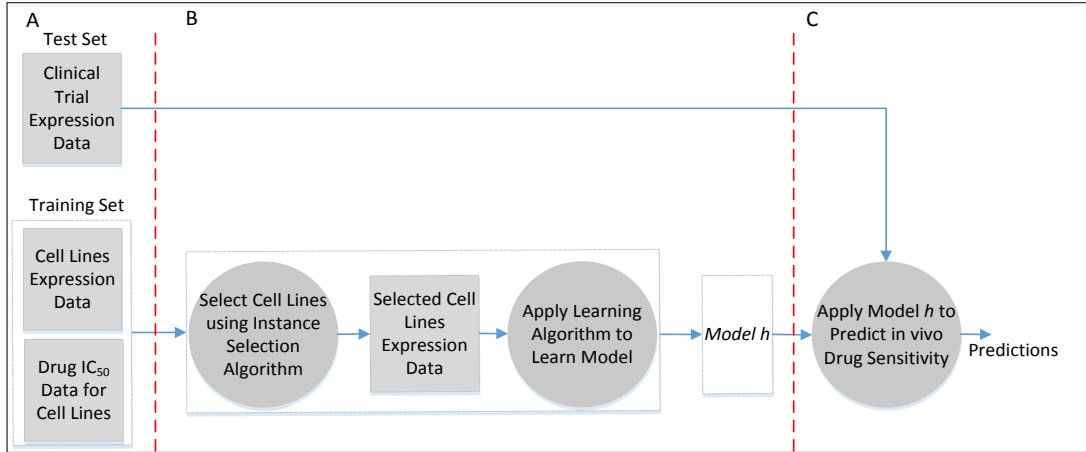 A
B
C
Test Set
Clinical
Trial
Expression
Data
Training Set
Cell Lines
Expression
Data
Drug IC₅₀
Data for
Cell Lines
Select Cell Lines
using Instance
Selection
Algorithm
Selected Cell
Lines
Expression
Data
Apply Learning
Algorithm to
Learn Model
Model h
Apply Model h to
Predict in vivo
Drug Sensitivity
Predictions